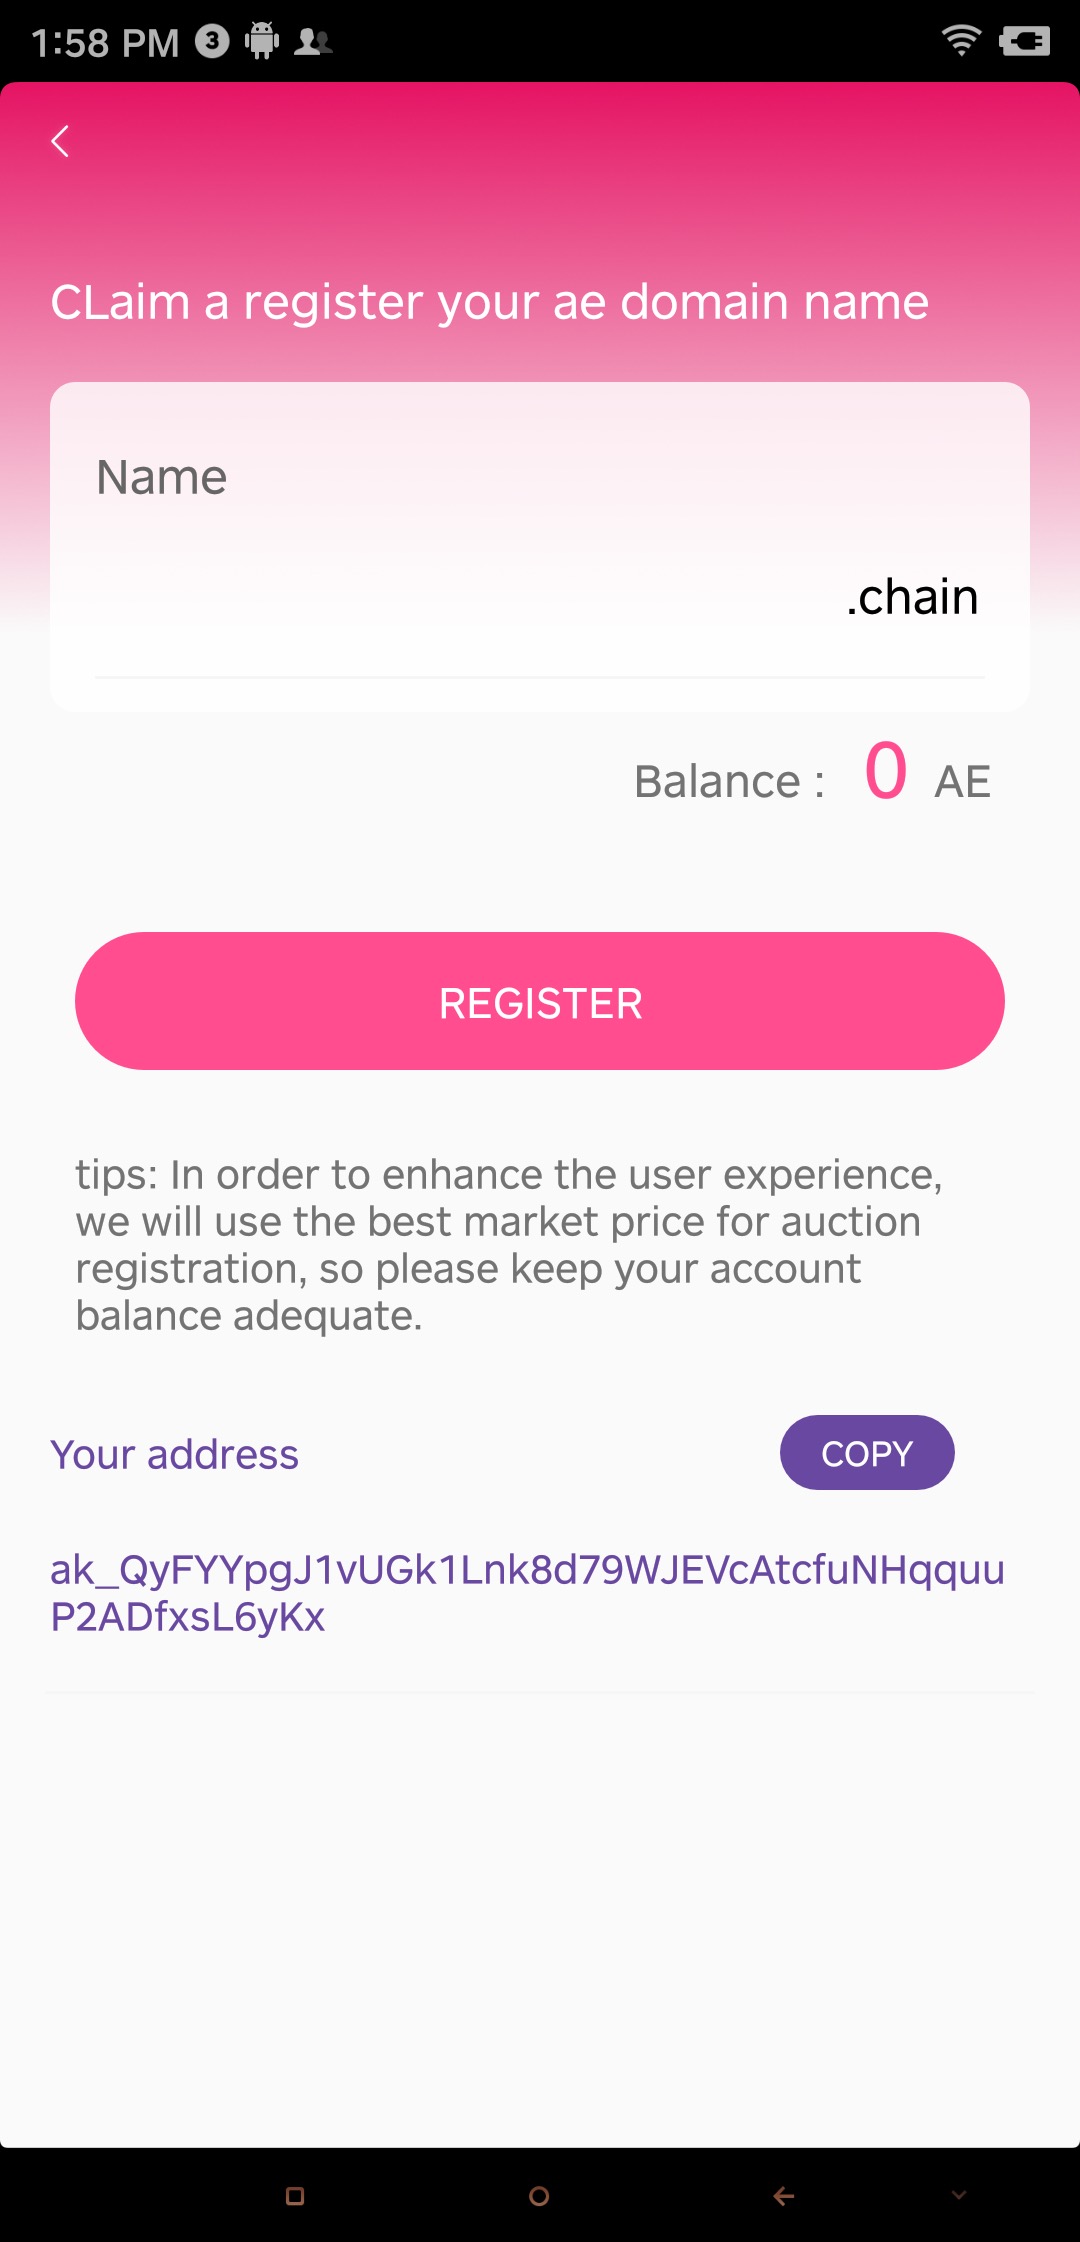 1:58 PM 3
CLaim a register your ae domain name
Name
.chain
Balance : 0 AE
REGISTER
tips: In order to enhance the user experience,
we will use the best market price for auction
registration, so please keep your account
balance adequate.
Your address
COPY
ak_QyFYYpgJ1vUGk1Lnk8d79WJEVcAtcfuNHqquu
P2ADfxsL6yKx